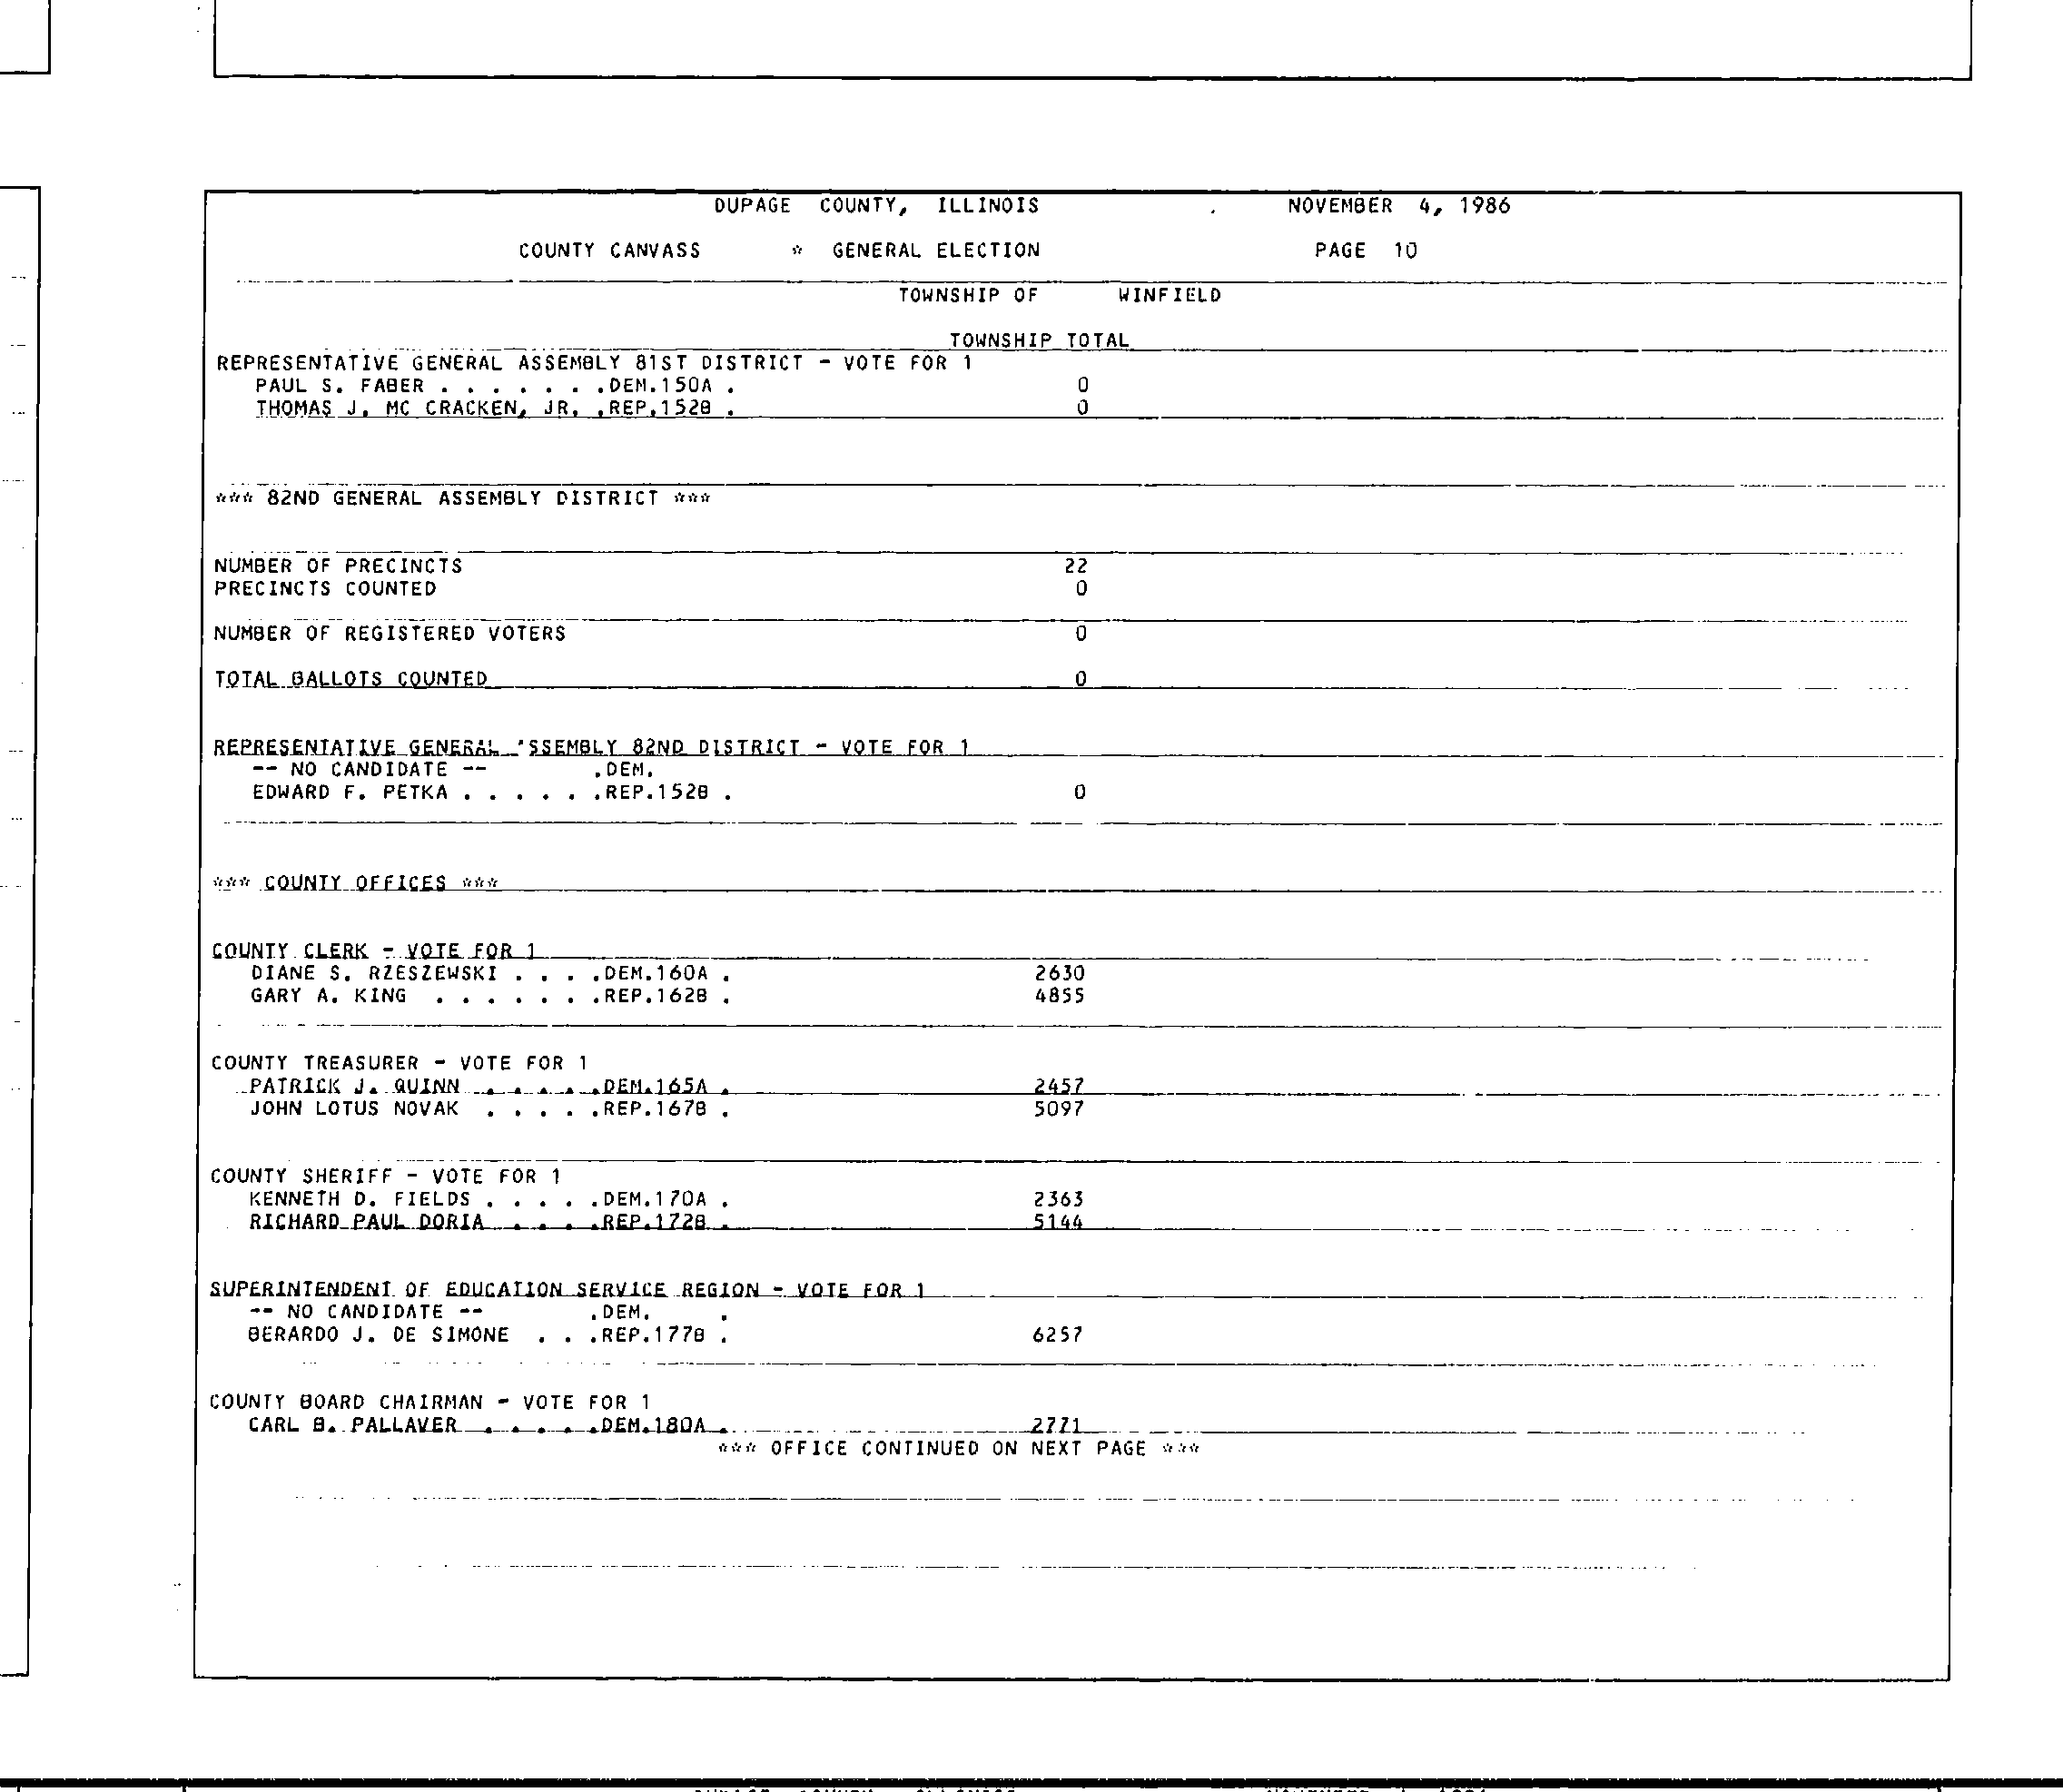 DUPAGE COUNTY, ILLINOIS . NOVEMBER 4, 1986
COUNTY CANVASS * GENERAL ELECTION PAGE 10
TOWNSHIP OF WINFIELD
TOWNSHIP TOTAL
REPRESENTATIVE GENERAL ASSEMBLY 81ST DISTRICT - VOTE FOR 1
PAUL S. FABER . . . . . . .DEM.150A . 0
THOMAS J. MC CRACKEN, JR. .REP.152B . 0
*** 82ND GENERAL ASSEMBLY DISTRICT ***
NUMBER OF PRECINCTS 22
PRECINCTS COUNTED 0
NUMBER OF REGISTERED VOTERS 0
TOTAL BALLOTS COUNTED 0
REPRESENTATIVE GENERAL 'SSEMBLY 82ND DISTRICT - VOTE FOR 1
-- NO CANDIDATE -- .DEM.
EDWARD F. PETKA . . . . . .REP.152B . 0
*** COUNTY OFFICES ***
COUNTY CLERK - VOTE FOR 1
DIANE S. RZESZEWSKI . . . .DEM.160A . 2630
GARY A. KING . . . . . . .REP.162B . 4855
COUNTY TREASURER - VOTE FOR 1
PATRICK J. QUINN . . . . . .DEM.165A . 2457
JOHN LOTUS NOVAK . . . . .REP.167B . 5097
COUNTY SHERIFF - VOTE FOR 1
KENNETH D. FIELDS . . . . .DEM.170A . 2363
RICHARD PAUL DORIA . . . .REP.172B . 5144
SUPERINTENDENT OF EDUCATION SERVICE REGION - VOTE FOR 1
-- NO CANDIDATE -- .DEM. .
BERARDO J. DE SIMONE . . .REP.177B . 6257
COUNTY BOARD CHAIRMAN - VOTE FOR 1
CARL B. PALLAVER . . . . .DEM.180A . 2771
*** OFFICE CONTINUED ON NEXT PAGE ***